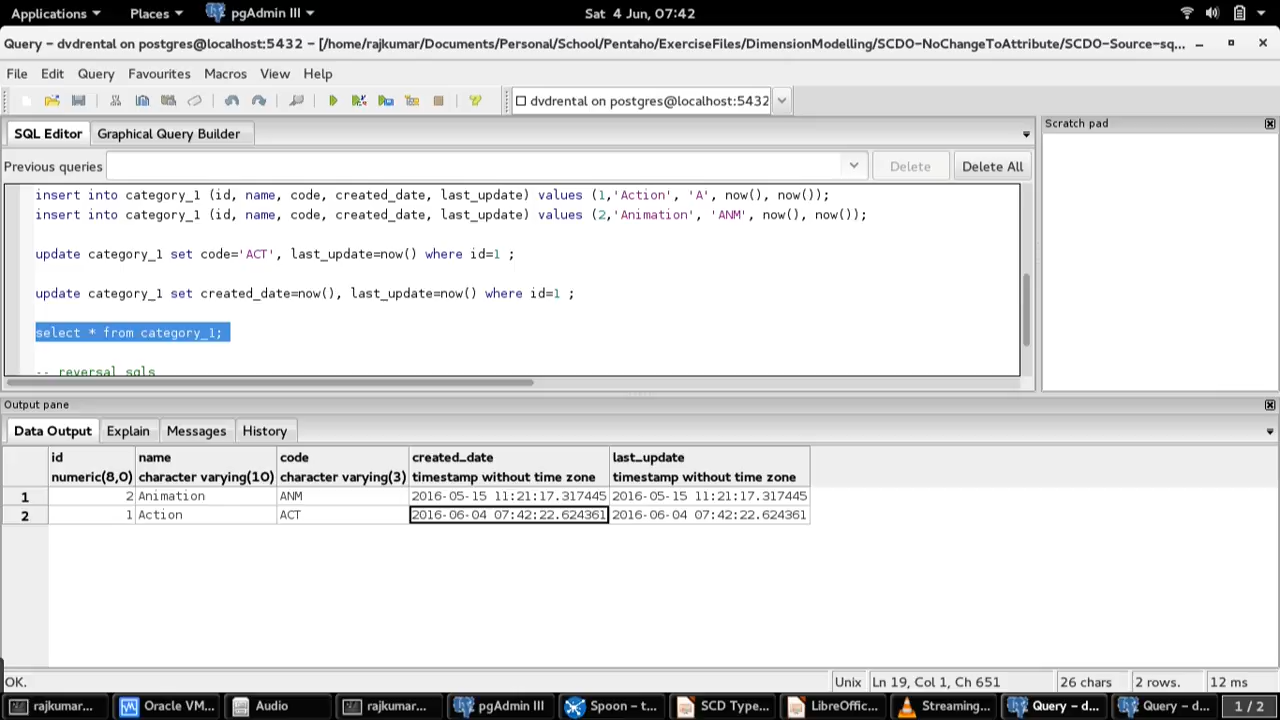 Applications Places pgAdmin III Sat 4 Jun, 07:42
Query - dvdrental on postgres@localhost:5432 - [/home/rajkumar/Documents/Personal/School/Pentaho/ExerciseFiles/DimensionModelling/SCDO-NoChangeToAttribute/SCDO-Source-sq...
File Edit Query Favourites Macros View Help
dvdrental on postgres@localhost:5432
SQL Editor Graphical Query Builder
Scratch pad
Previous queries Delete Delete All
insert into category_1 (id, name, code, created_date, last_update) values (1,'Action', 'A', now(), now());
insert into category_1 (id, name, code, created_date, last_update) values (2,'Animation', 'ANM', now(), now());
update category_1 set code='ACT', last_update=now() where id=1 ;
update category_1 set created_date=now(), last_update=now() where id=1 ;
select * from category_1;
-- reversal sqls
Output pane
Data Output Explain Messages History
id name code created_date last_update
numeric(8,0) character varying(10) character varying(3) timestamp without time zone timestamp without time zone
1 2 Animation ANM 2016-05-15 11:21:17.317445 2016-05-15 11:21:17.317445
2 1 Action ACT 2016-06-04 07:42:22.624361 2016-06-04 07:42:22.624361
OK. Unix Ln 19, Col 1, Ch 651 26 chars 2 rows. 12 ms
rajkumar... Oracle VM... Audio rajkumar... pgAdmin III Spoon - t... SCD Type... LibreOffic... Streaming... Query - d... Query - d... 1 / 2